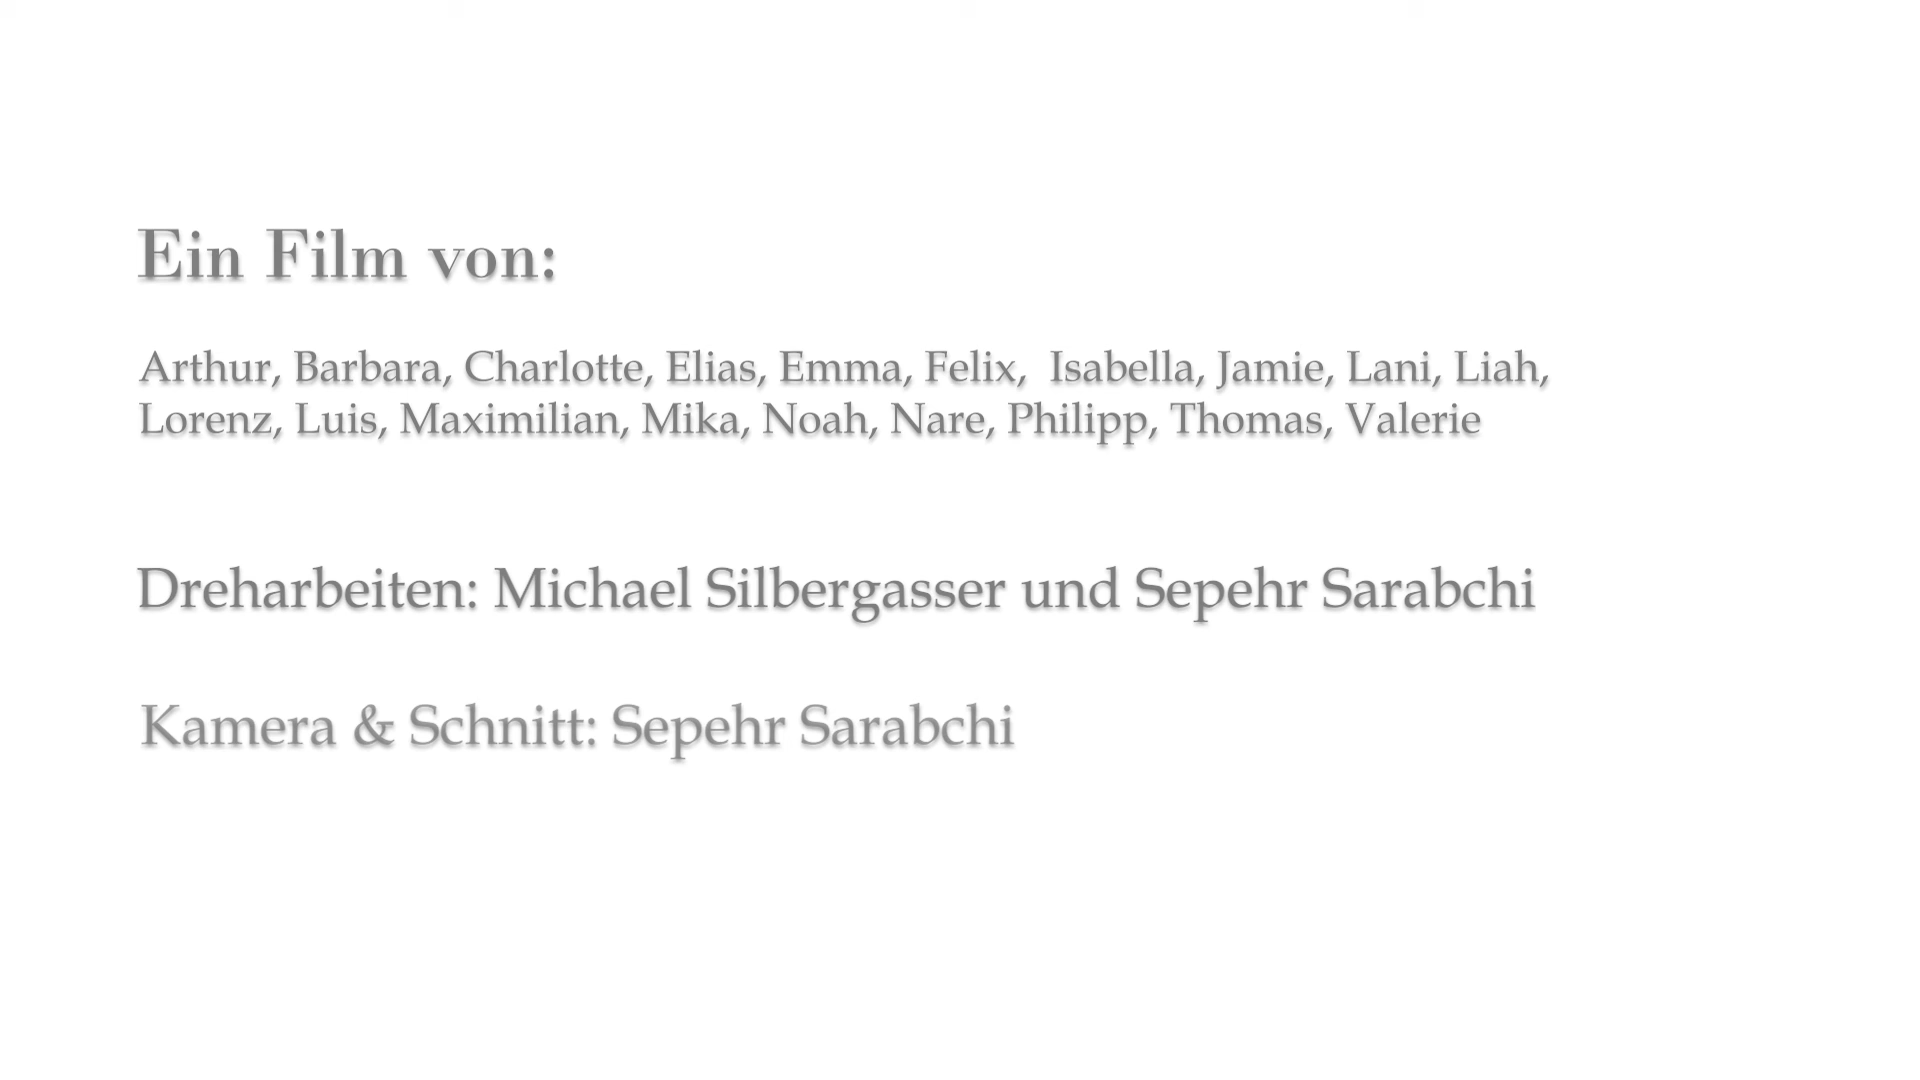 Ein Film von:
Arthur, Barbara, Charlotte, Elias, Emma, Felix,  Isabella, Jamie, Lani, Liah,
Lorenz, Luis, Maximilian, Mika, Noah, Nare, Philipp, Thomas, Valerie
Dreharbeiten: Michael Silbergasser und Sepehr Sarabchi
Kamera & Schnitt: Sepehr Sarabchi